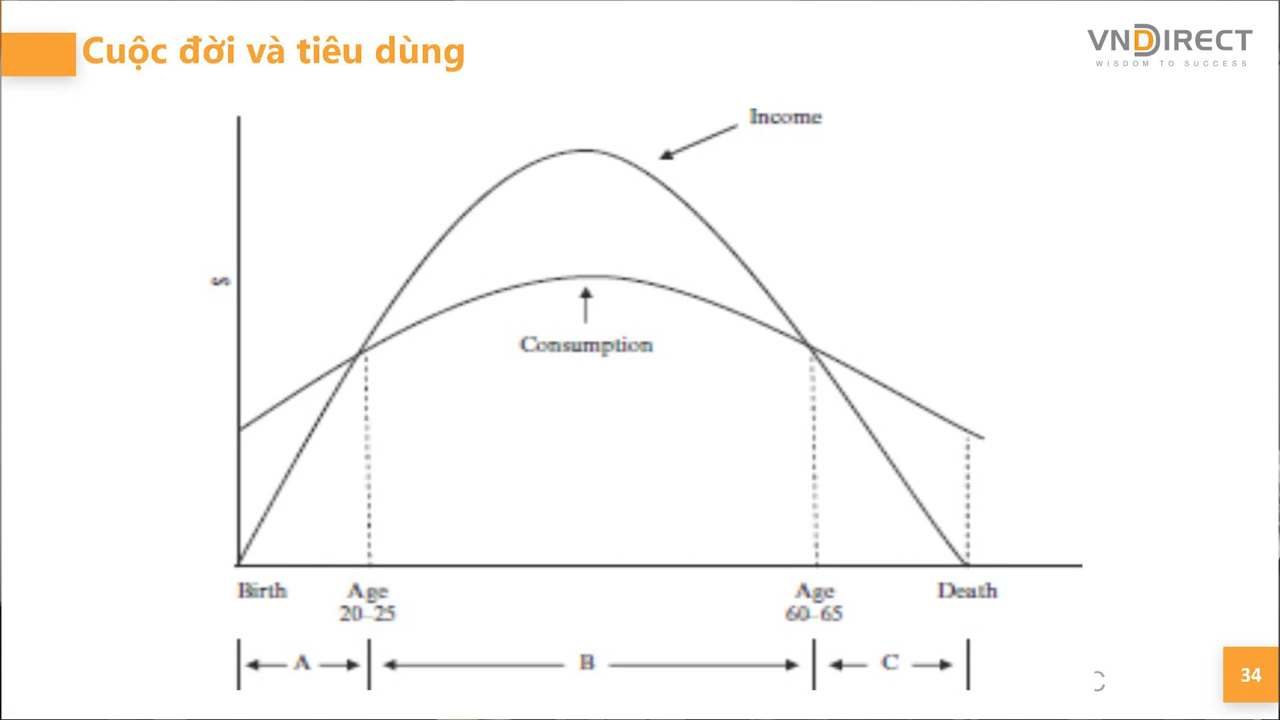 Cuộc đời và tiêu dùng
VNDIRECT
WISDOM TO SUCCESS
Income
$
Consumption
Birth
Age
20–25
Age
60–65
Death
A
B
C
34